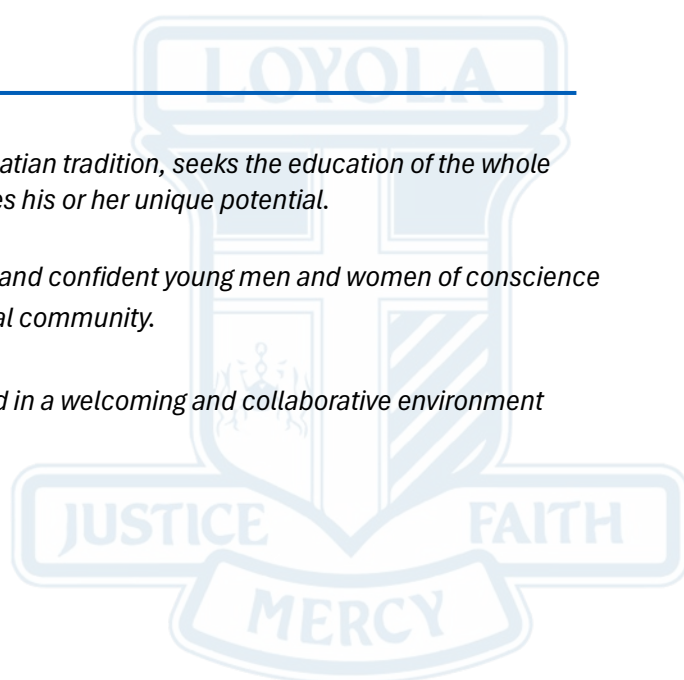 LOYOLA
atian tradition, seeks the education of the whole
es his or her unique potential.
and confident young men and women of conscience
al community.
d in a welcoming and collaborative environment
JUSTICE FAITH
MERCY